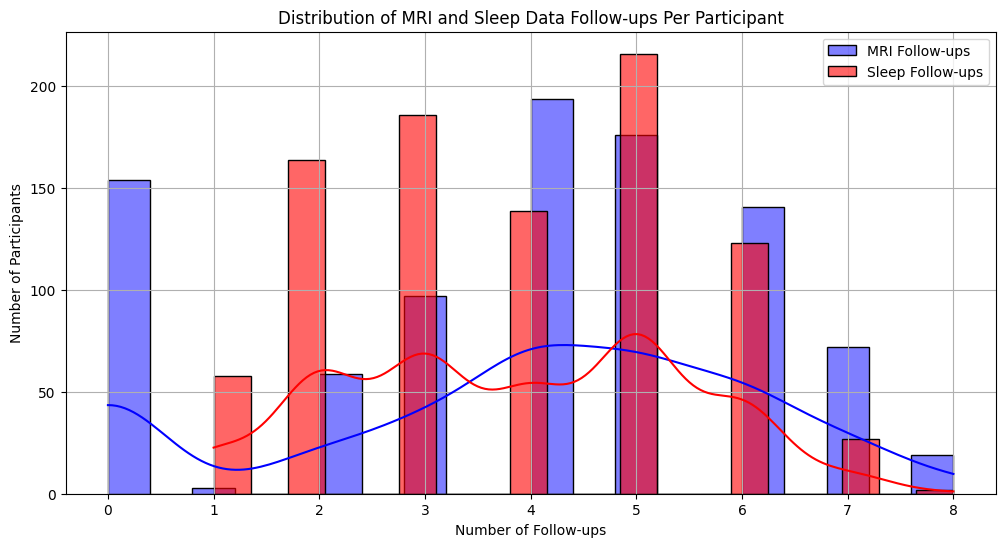 Distribution of MRI and Sleep Data Follow-ups Per Participant
MRI Follow-ups
Sleep Follow-ups
Number of Participants
200
150
100
50
0
0 1 2 3 4 5 6 7 8
Number of Follow-ups